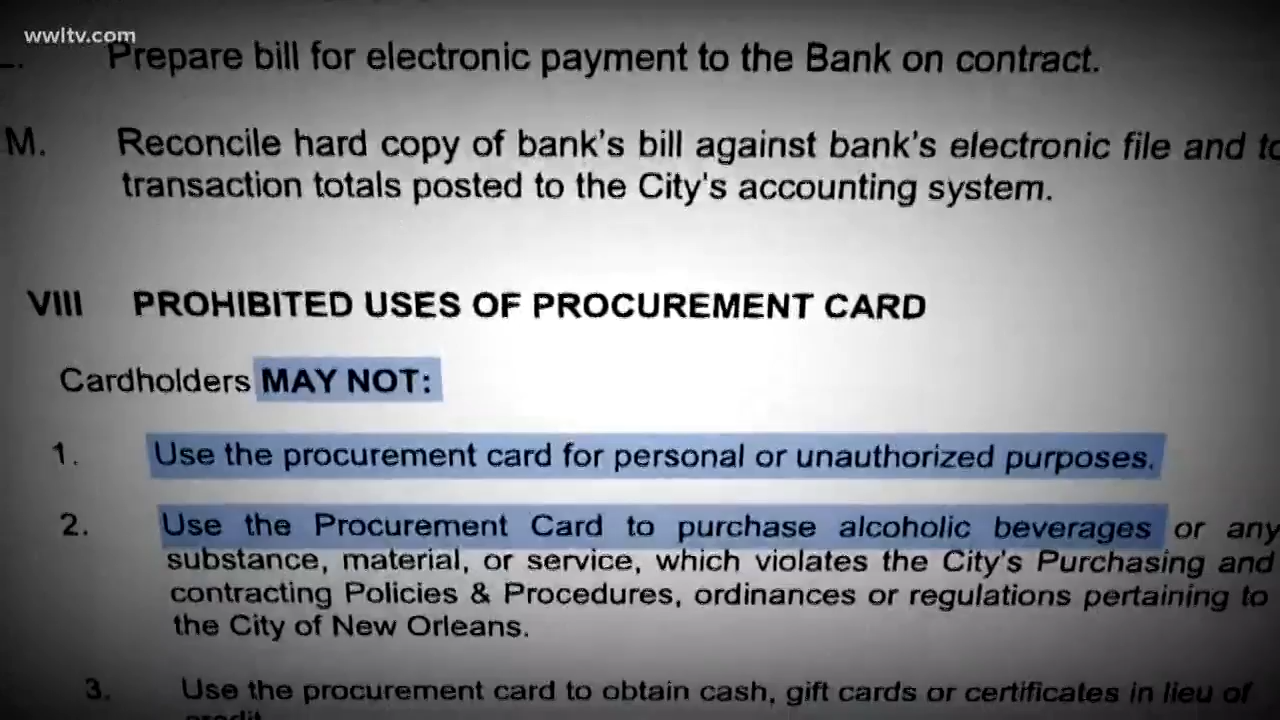 wwltv.com
Prepare bill for electronic payment to the Bank on contract.
M. Reconcile hard copy of bank's bill against bank's electronic file and to
transaction totals posted to the City's accounting system.
VIII PROHIBITED USES OF PROCUREMENT CARD
Cardholders MAY NOT:
1. Use the procurement card for personal or unauthorized purposes.
2. Use the Procurement Card to purchase alcoholic beverages or any
substance, material, or service, which violates the City's Purchasing and
contracting Policies & Procedures, ordinances or regulations pertaining to
the City of New Orleans.
3. Use the procurement card to obtain cash, gift cards or certificates in lieu of
credit